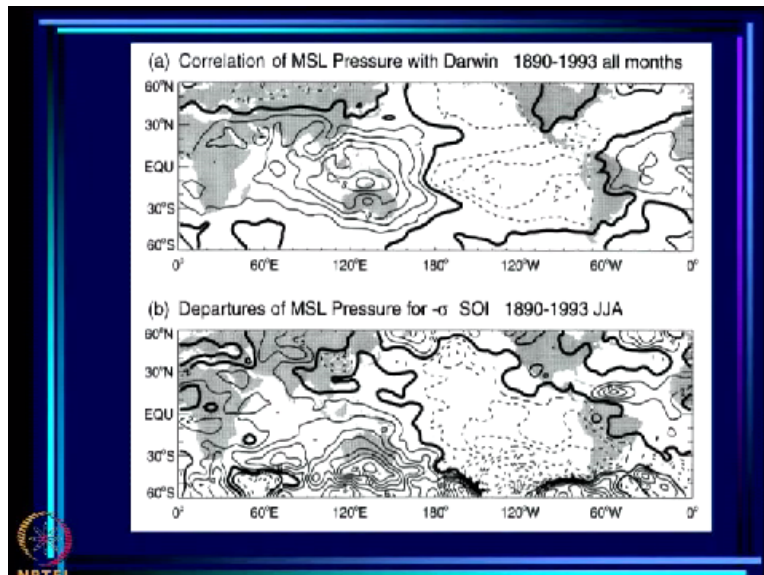 (a) Correlation of MSL Pressure with Darwin 1890-1993 all months
60°N
30°N
EQU
30°S
60°S
0° 60°E 120°E 180° 120°W 60°W 0°
(b) Departures of MSL Pressure for -σ SOI 1890-1993 JJA
60°N
30°N
EQU
30°S
60°S
0° 60°E 120°E 180° 120°W 60°W 0°
NPTEL